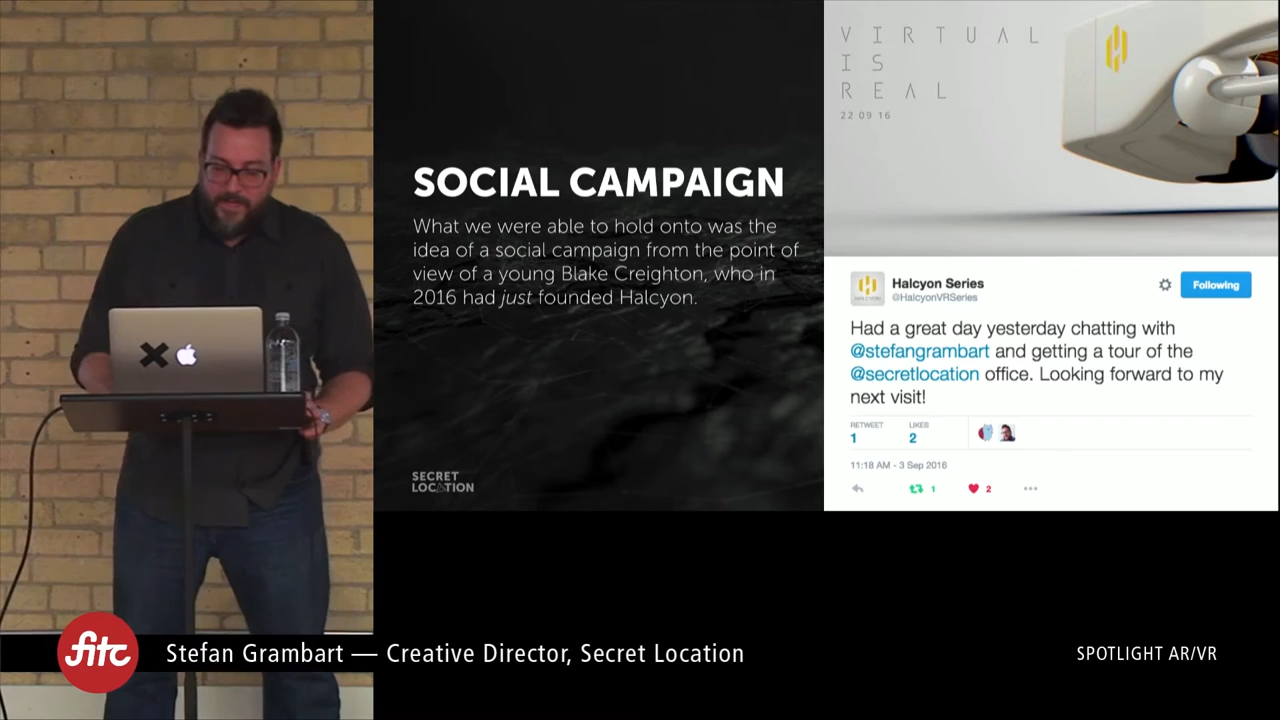 SOCIAL CAMPAIGN
What we were able to hold onto was the
idea of a social campaign from the point of
view of a young Blake Creighton, who in
2016 had just founded Halcyon.
SECRET
LOCATION
VIRTUAL
IS
REAL
22 09 16
Halcyon Series
@HalcyonVRSeries
Following
Had a great day yesterday chatting with
@stefangrambart and getting a tour of the
@secretlocation office. Looking forward to my
next visit!
RETWEET LIKES
1 2
11:18 AM - 3 Sep 2016
1 2
fitc
Stefan Grambart — Creative Director, Secret Location
SPOTLIGHT AR/VR